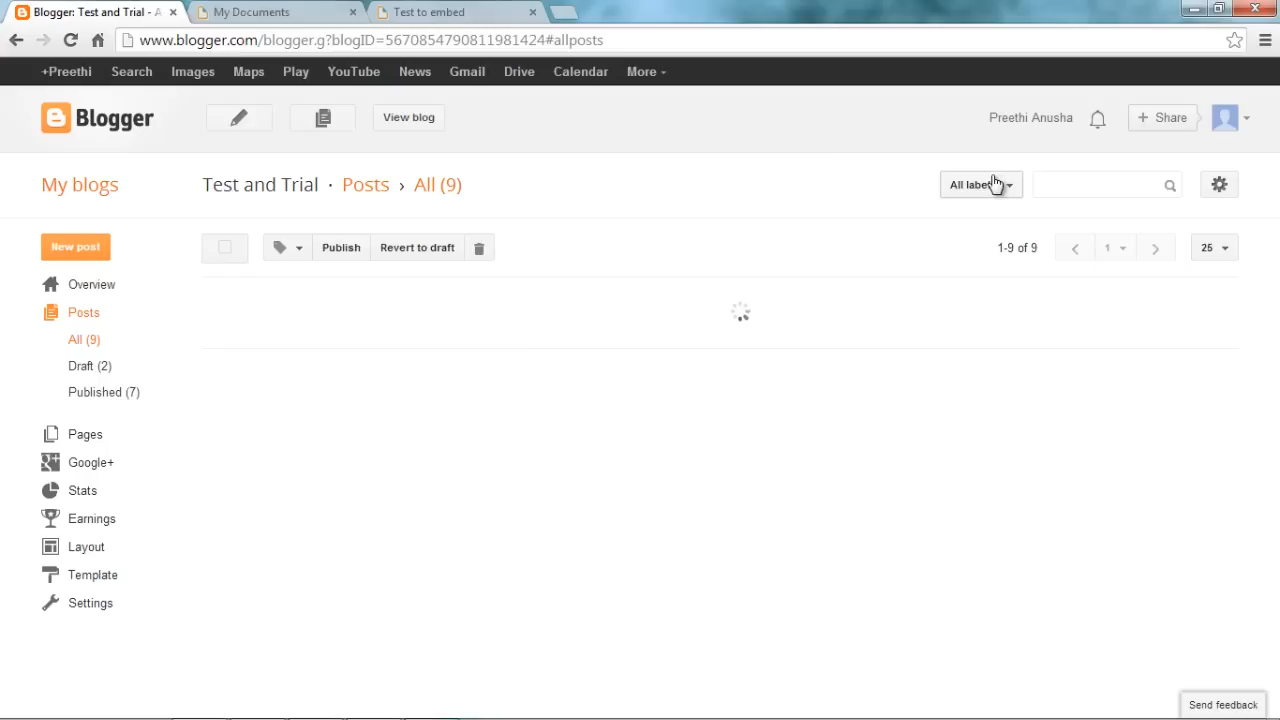 Blogger: Test and Trial - A
My Documents
Test to embed
www.blogger.com/blogger.g?blogID=5670854790811981424#allposts
+Preethi Search Images Maps Play YouTube News Gmail Drive Calendar More
Blogger
View blog
Preethi Anusha
+ Share
My blogs
Test and Trial · Posts › All (9)
All label
New post
Publish
Revert to draft
1-9 of 9
1
25
Overview
Posts
All (9)
Draft (2)
Published (7)
Pages
Google+
Stats
Earnings
Layout
Template
Settings
Send feedback